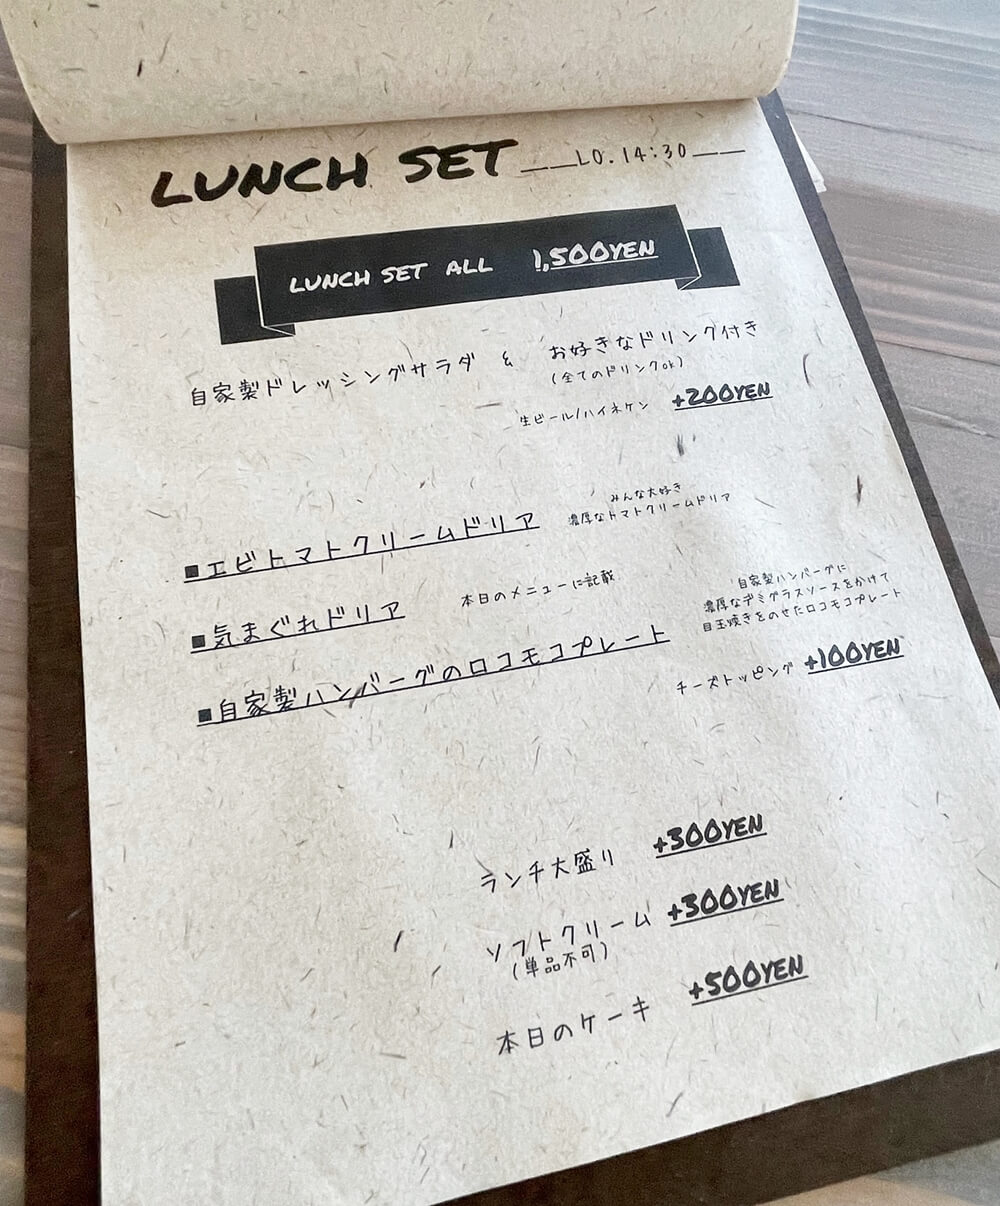 LUNCH SET ——LO.14:30——
LUNCH SET ALL 1,500YEN
自家製ドレッシングサラダ & お好きなドリンク付き
(全てのドリンクok)
生ビール/ハイネケン +200YEN
■エビトマトクリームドリア
みんな大好き
濃厚なトマトクリームドリア
■気まぐれドリア 本日のメニューに記載
■自家製ハンバーグのロコモコプレート
自家製ハンバーグに
濃厚なデミグラスソースをかけて
目玉焼きをのせたロコモコプレート
チーズトッピング +100YEN
ランチ大盛り +300YEN
ソフトクリーム +300YEN
(単品不可)
本日のケーキ +500YEN